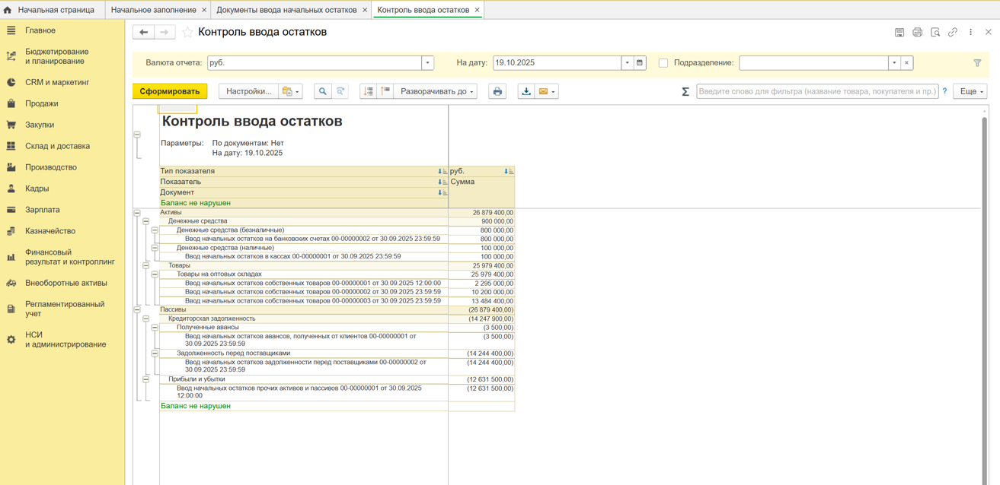 Начальная страница
Начальное заполнение ×
Документы ввода начальных остатков ×
Контроль ввода остатков ×
Главное
Бюджетирование
и планирование
CRM и маркетинг
Продажи
Закупки
Склад и доставка
Производство
Кадры
Зарплата
Казначейство
Финансовый
результат и контроллинг
Внеоборотные активы
Регламентированный
учет
НСИ
и администрирование
Контроль ввода остатков
Валюта отчета: руб.
На дату: 19.10.2025
Подразделение:
Сформировать
Настройки...
Разворачивать до
Σ
Введите слово для фильтра (название товара, покупателя и пр.)
?
Еще
Контроль ввода остатков
Параметры: По документам: Нет
На дату: 19.10.2025
Тип показателя руб.
Показатель Сумма
Документ
Баланс не нарушен
Активы 26 879 400,00
Денежные средства 900 000,00
Денежные средства (безналичные) 800 000,00
Ввод начальных остатков на банковских счетах 00-00000002 от 30.09.2025 23:59:59 800 000,00
Денежные средства (наличные) 100 000,00
Ввод начальных остатков в кассах 00-00000001 от 30.09.2025 23:59:59 100 000,00
Товары 25 979 400,00
Товары на оптовых складах 25 979 400,00
Ввод начальных остатков собственных товаров 00-00000001 от 30.09.2025 12:00:00 2 295 000,00
Ввод начальных остатков собственных товаров 00-00000002 от 30.09.2025 23:59:59 10 200 000,00
Ввод начальных остатков собственных товаров 00-00000003 от 30.09.2025 23:59:59 13 484 400,00
Пассивы (26 879 400,00)
Кредиторская задолженность (14 247 900,00)
Полученные авансы (3 500,00)
Ввод начальных остатков авансов, полученных от клиентов 00-00000001 от (3 500,00)
30.09.2025 23:59:59
Задолженность перед поставщиками (14 244 400,00)
Ввод начальных остатков задолженности перед поставщиками 00-00000002 от (14 244 400,00)
30.09.2025 23:59:59
Прибыли и убытки (12 631 500,00)
Ввод начальных остатков прочих активов и пассивов 00-00000001 от 30.09.2025 (12 631 500,00)
12:00:00
Баланс не нарушен